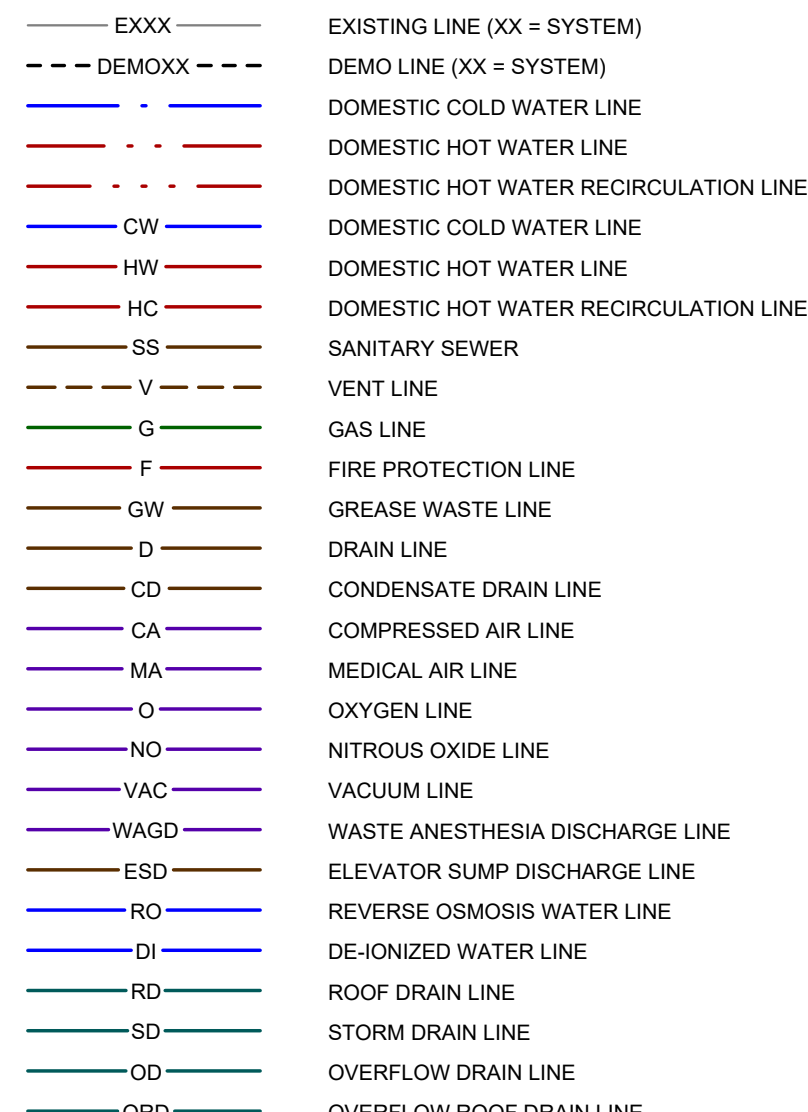 EXXX EXISTING LINE (XX = SYSTEM)
DEMOXX DEMO LINE (XX = SYSTEM)
DOMESTIC COLD WATER LINE
DOMESTIC HOT WATER LINE
DOMESTIC HOT WATER RECIRCULATION LINE
CW DOMESTIC COLD WATER LINE
HW DOMESTIC HOT WATER LINE
HC DOMESTIC HOT WATER RECIRCULATION LINE
SS SANITARY SEWER
V VENT LINE
G GAS LINE
F FIRE PROTECTION LINE
GW GREASE WASTE LINE
D DRAIN LINE
CD CONDENSATE DRAIN LINE
CA COMPRESSED AIR LINE
MA MEDICAL AIR LINE
O OXYGEN LINE
NO NITROUS OXIDE LINE
VAC VACUUM LINE
WAGD WASTE ANESTHESIA DISCHARGE LINE
ESD ELEVATOR SUMP DISCHARGE LINE
RO REVERSE OSMOSIS WATER LINE
DI DE-IONIZED WATER LINE
RD ROOF DRAIN LINE
SD STORM DRAIN LINE
OD OVERFLOW DRAIN LINE
ORD OVERFLOW ROOF DRAIN LINE